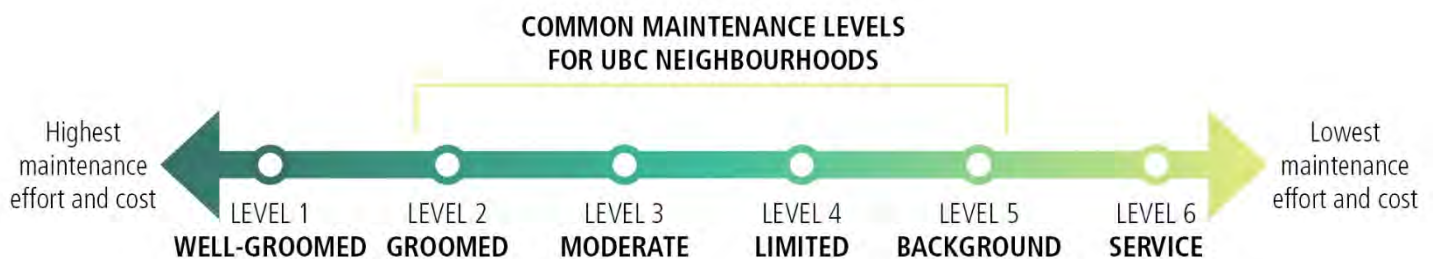 COMMON MAINTENANCE LEVELS
FOR UBC NEIGHBOURHOODS
Highest
maintenance
effort and cost
Lowest
maintenance
effort and cost
LEVEL 1
WELL-GROOMED
LEVEL 2
GROOMED
LEVEL 3
MODERATE
LEVEL 4
LIMITED
LEVEL 5
BACKGROUND
LEVEL 6
SERVICE